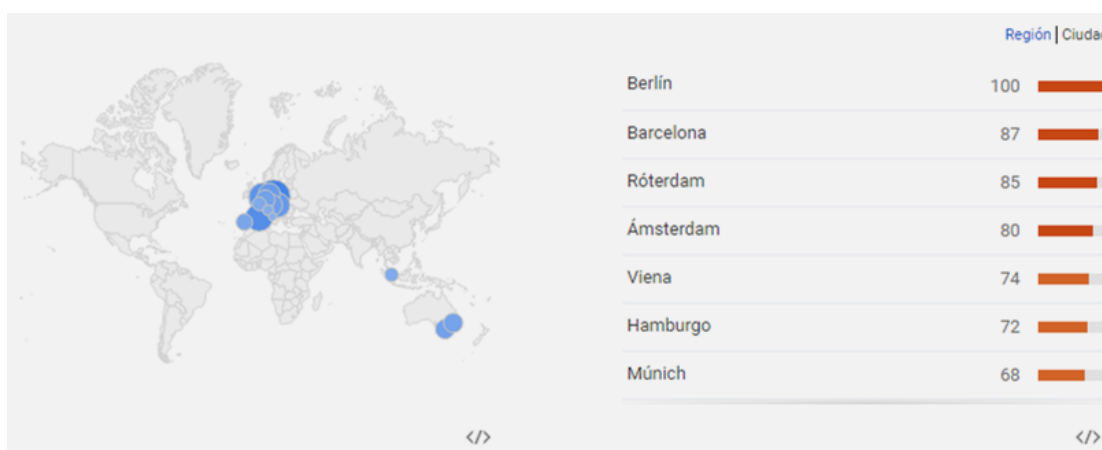 Región | Ciudad
Berlín 100
Barcelona 87
Róterdam 85
Ámsterdam 80
Viena 74
Hamburgo 72
Múnich 68
</> </>